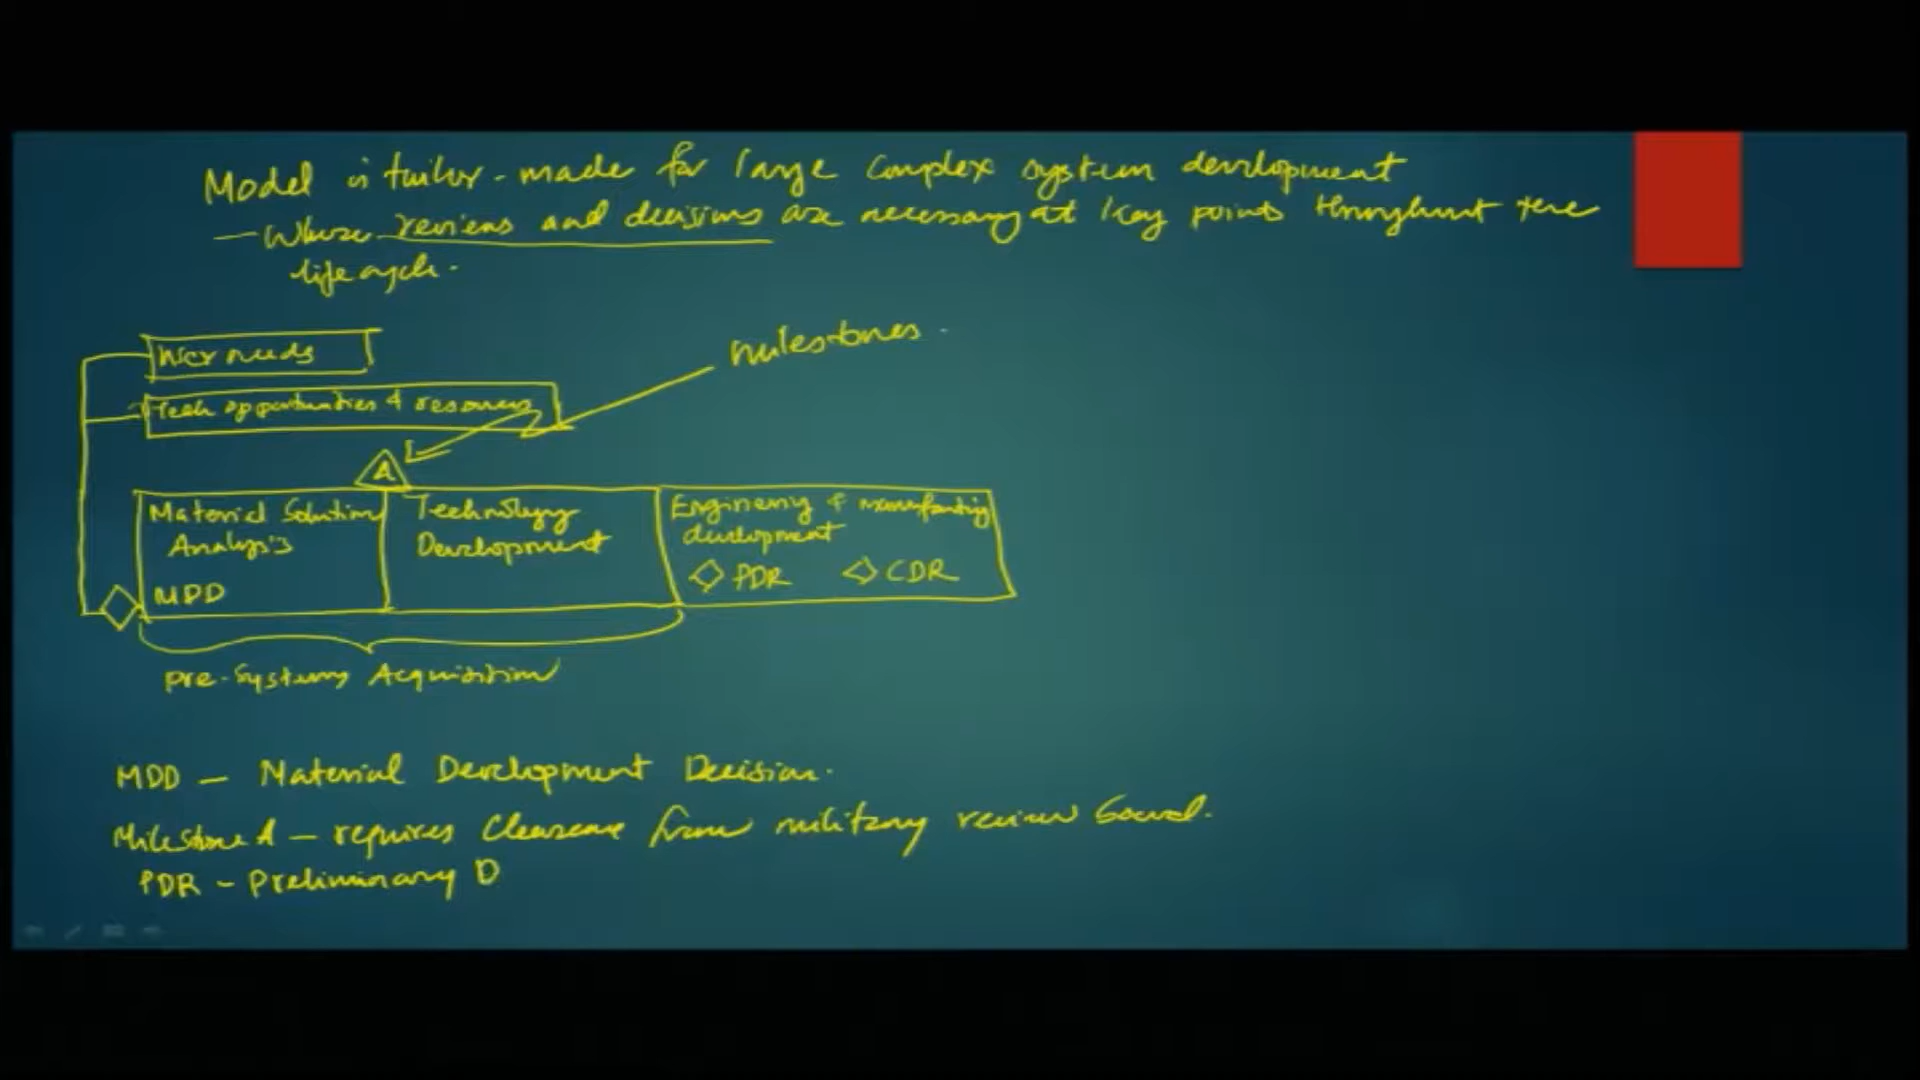 Model is tailor-made for large complex system development
— Whose reviews and decisions are necessary at key points throughout the
life cycle.
User needs
Tech opportunities & resources
milestones.
A
Material Solution
Analysis
MDD
Technology
Development
Engineering & manufacturing
development
PDR
CDR
Pre-Systems Acquisition
MDD — Material Development Decision.
Milestone A — requires Clearance from military review board.
PDR — Preliminary D